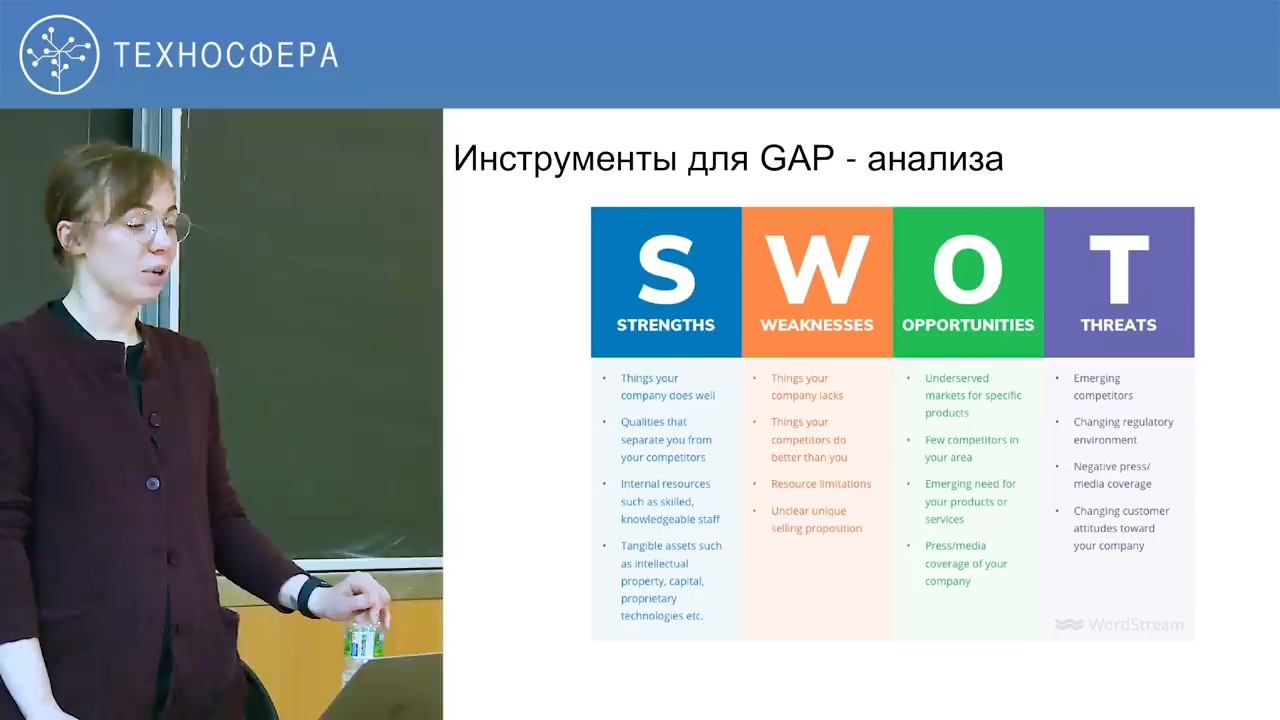 ТЕХНОСФЕРА
Инструменты для GAP - анализа
S
STRENGTHS
W
WEAKNESSES
O
OPPORTUNITIES
T
THREATS
• Things your
company does well
• Qualities that
separate you from
your competitors
• Internal resources
such as skilled,
knowledgeable staff
• Tangible assets such
as intellectual
property, capital,
proprietary
technologies etc.
• Things your
company lacks
• Things your
competitors do
better than you
• Resource limitations
• Unclear unique
selling proposition
• Underserved
markets for specific
products
• Few competitors in
your area
• Emerging need for
your products or
services
• Press/media
coverage of your
company
• Emerging
competitors
• Changing regulatory
environment
• Negative press/
media coverage
• Changing customer
attitudes toward
your company
WordStream